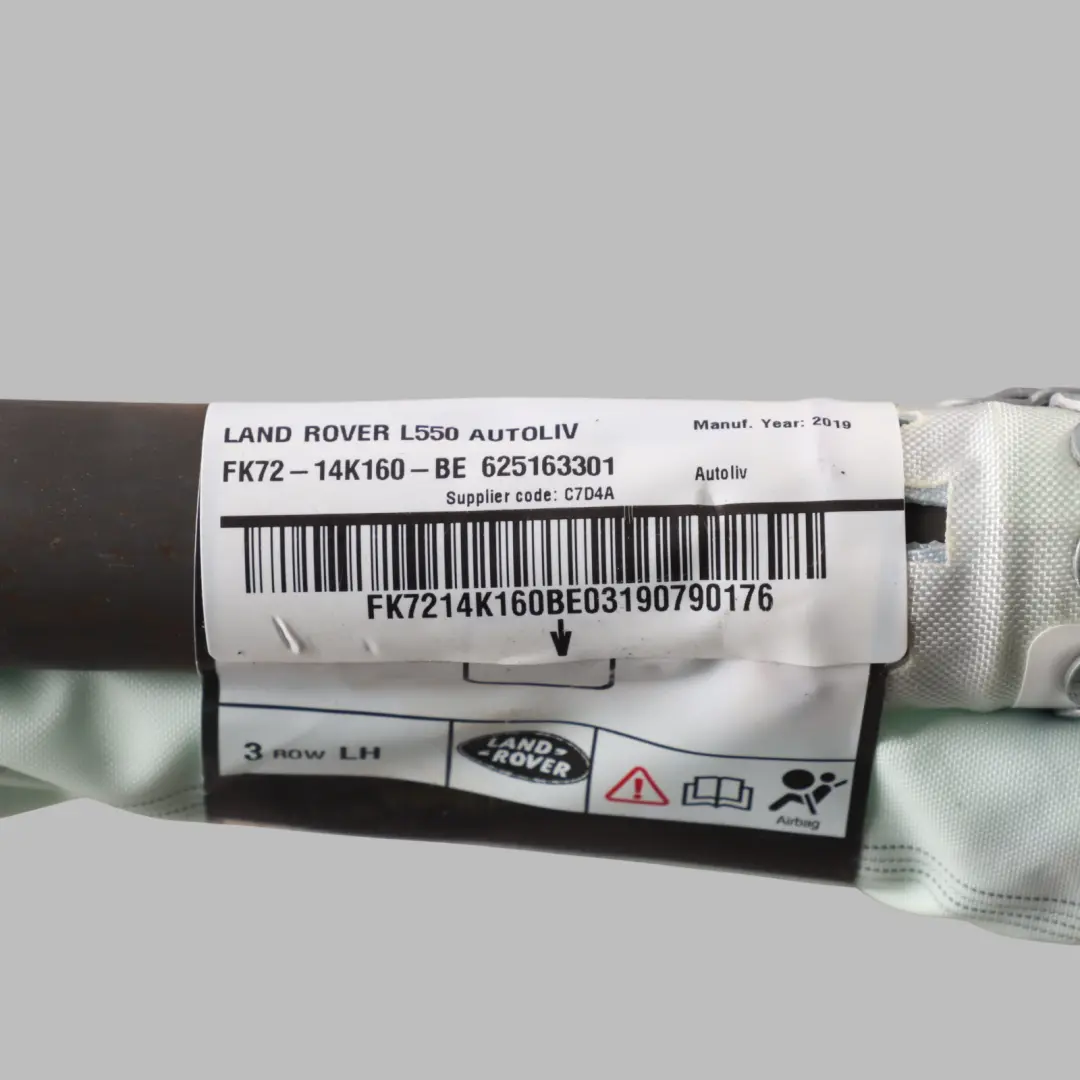 LAND ROVER L550 AUTOLIV
Manuf. Year: 2019
FK72-14K160-BE 625163301
Autoliv
Supplier code: C7D4A
FK7214K160BE03190790176
3 ROW LH
LAND-
-ROVER
Airbag